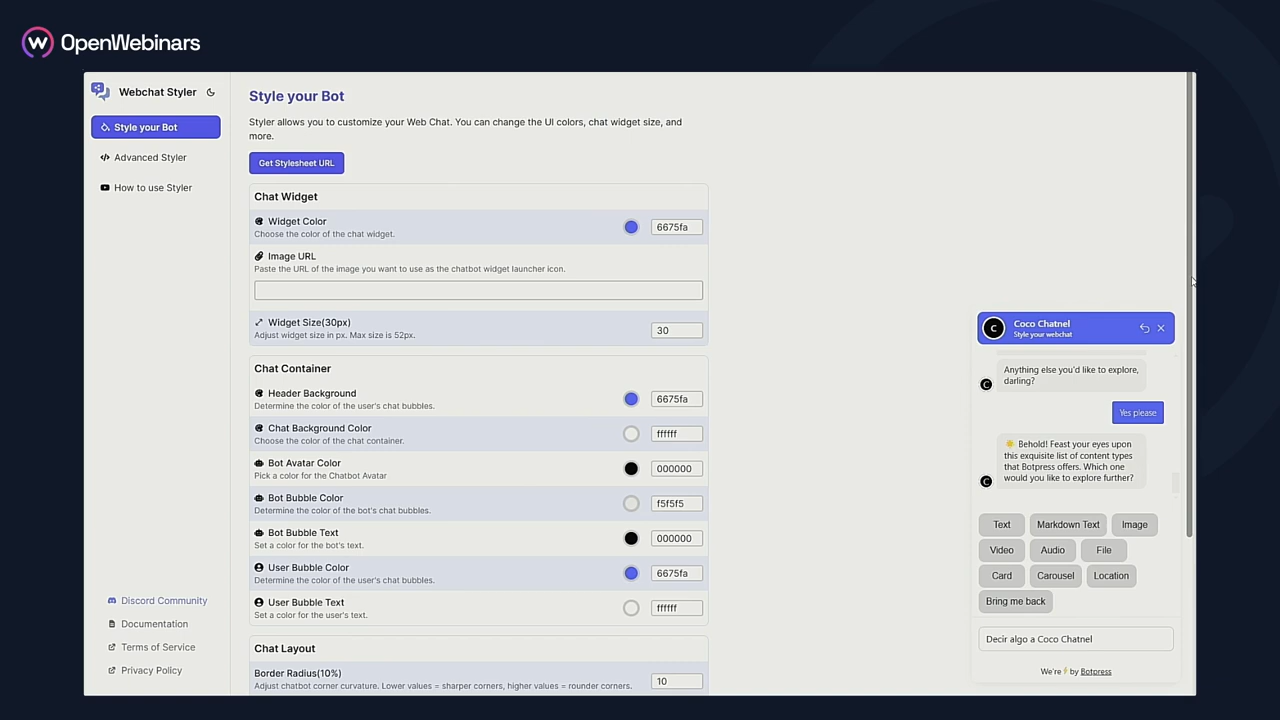 OpenWebinars
Webchat Styler
Style your Bot
Advanced Styler
How to use Styler
Discord Community
Documentation
Terms of Service
Privacy Policy
Style your Bot
Styler allows you to customize your Web Chat. You can change the UI colors, chat widget size, and
more.
Get Stylesheet URL
Chat Widget
Widget Color
Choose the color of the chat widget.
6675fa
Image URL
Paste the URL of the image you want to use as the chatbot widget launcher icon.
Widget Size(30px)
Adjust widget size in px. Max size is 52px.
30
Chat Container
Header Background
Determine the color of the user's chat bubbles.
6675fa
Chat Background Color
Choose the color of the chat container.
ffffff
Bot Avatar Color
Pick a color for the Chatbot Avatar
000000
Bot Bubble Color
Determine the color of the bot's chat bubbles.
f5f5f5
Bot Bubble Text
Set a color for the bot's text.
000000
User Bubble Color
Determine the color of the user's chat bubbles.
6675fa
User Bubble Text
Set a color for the user's text.
ffffff
Chat Layout
Border Radius(10%)
Adjust chatbot corner curvature. Lower values = sharper corners, higher values = rounder corners.
10
C
Coco Chatnel
Style your webchat
Anything else you'd like to explore,
darling?
C
Yes please
☀️ Behold! Feast your eyes upon
this exquisite list of content types
that Botpress offers. Which one
would you like to explore further?
C
Text
Markdown Text
Image
Video
Audio
File
Card
Carousel
Location
Bring me back
Decir algo a Coco Chatnel
We're ⚡ by Botpress